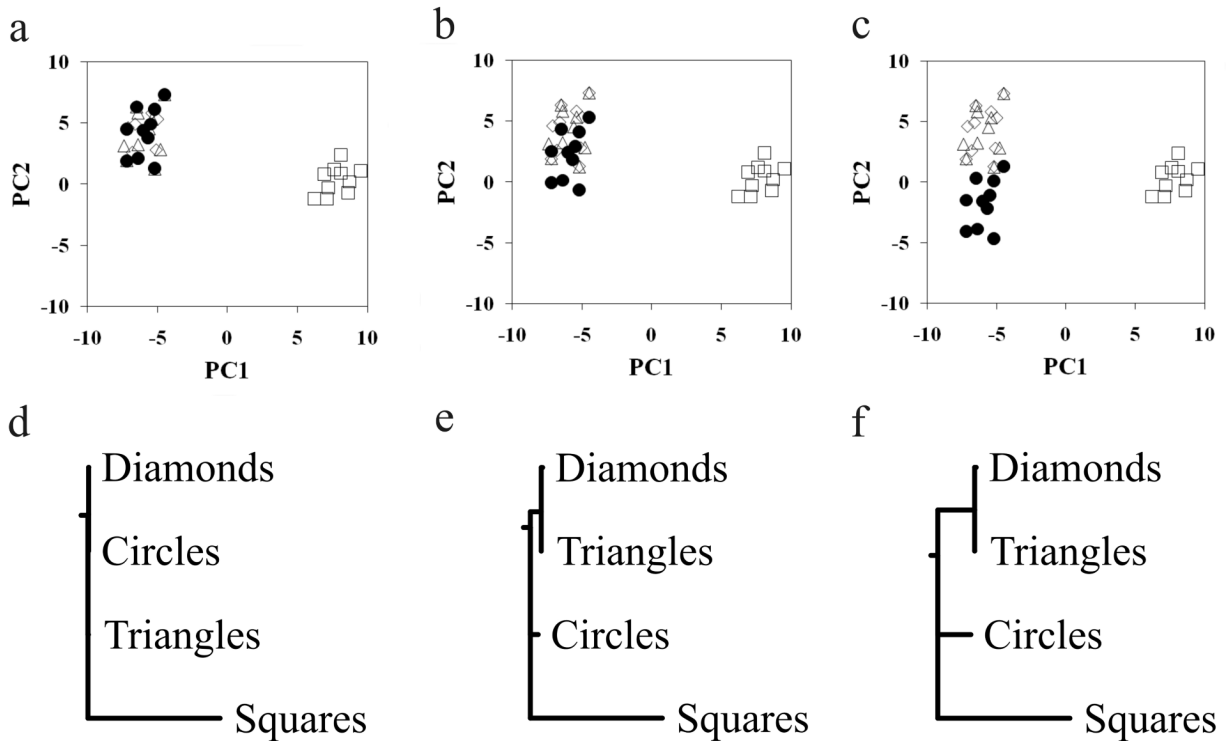 a
b
c
10
5
0
-5
-10
PC2
-10
-5
0
5
10
PC1
10
5
0
-5
-10
PC2
-10
-5
0
5
10
PC1
10
5
0
-5
-10
PC2
-10
-5
0
5
10
PC1
d
Diamonds
Circles
Triangles
Squares
e
Diamonds
Triangles
Circles
Squares
f
Diamonds
Triangles
Circles
Squares